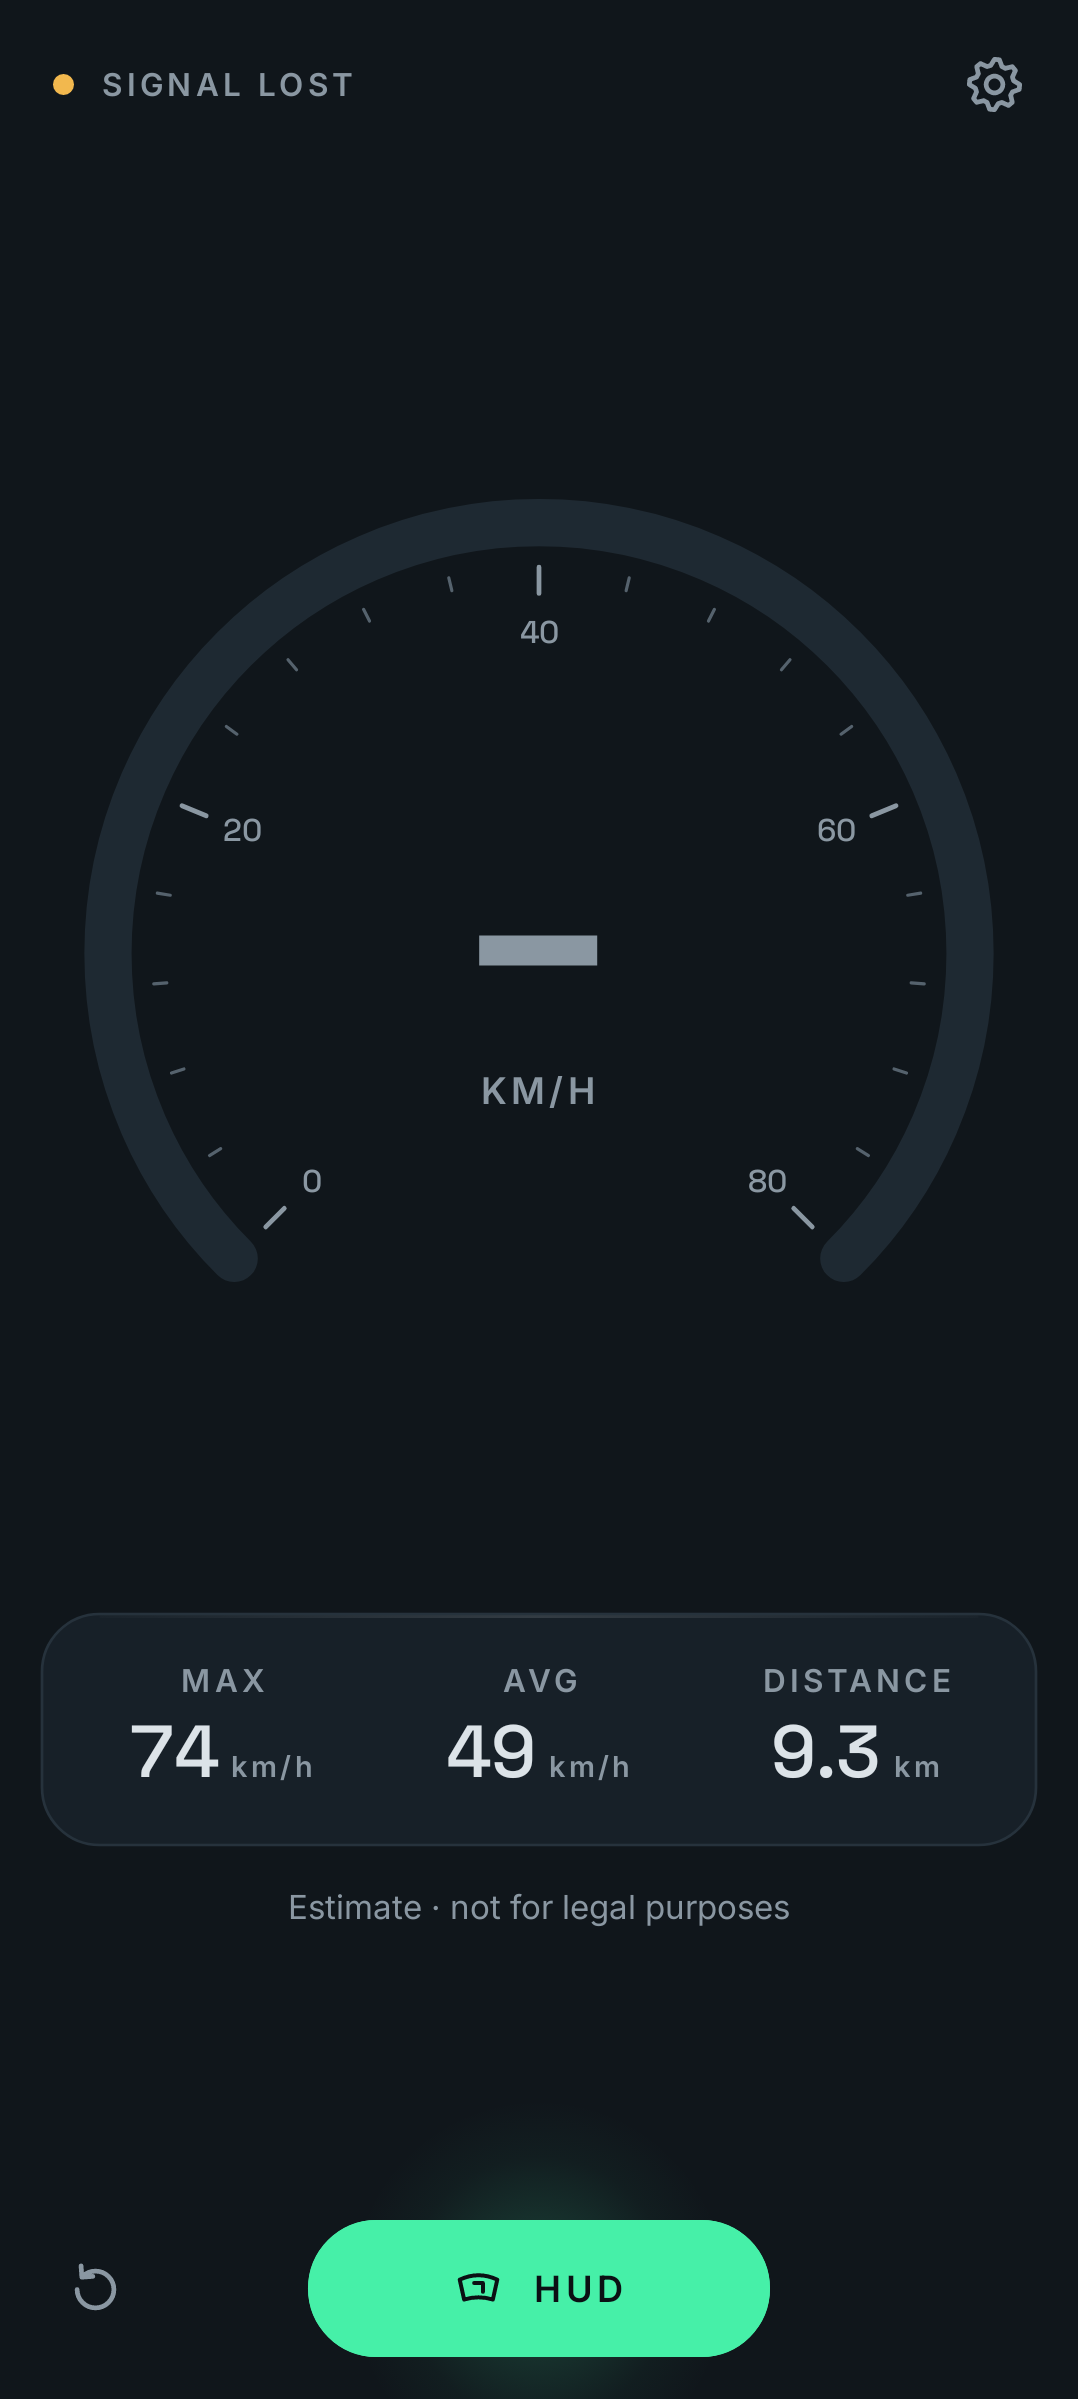 SIGNAL LOST
40
20
60
KM/H
0
80
MAX
AVG
DISTANCE
74 km/h
49 km/h
9.3 km
Estimate · not for legal purposes
HUD